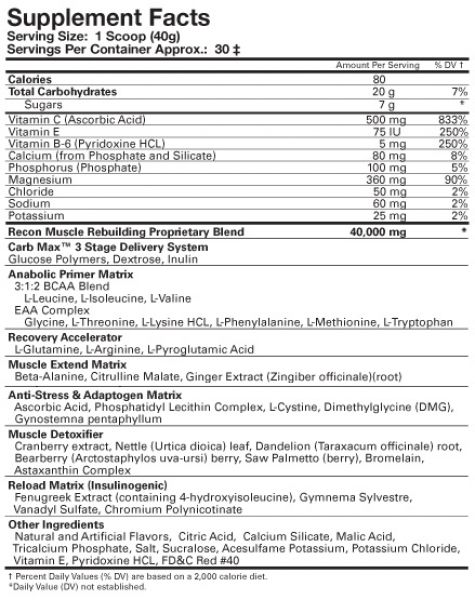 Supplement Facts
Serving Size: 1 Scoop (40g)
Servings Per Container Approx.: 30 ‡
Amount Per Serving % DV †
Calories 80
Total Carbohydrates 20 g 7%
Sugars 7 g *
Vitamin C (Ascorbic Acid) 500 mg 833%
Vitamin E 75 IU 250%
Vitamin B-6 (Pyridoxine HCL) 5 mg 250%
Calcium (from Phosphate and Silicate) 80 mg 8%
Phosphorus (Phosphate) 100 mg 5%
Magnesium 360 mg 90%
Chloride 50 mg 2%
Sodium 60 mg 2%
Potassium 25 mg 2%
Recon Muscle Rebuilding Proprietary Blend 40,000 mg *
Carb Max™ 3 Stage Delivery System
Glucose Polymers, Dextrose, Inulin
Anabolic Primer Matrix
3:1:2 BCAA Blend
L-Leucine, L-Isoleucine, L-Valine
EAA Complex
Glycine, L-Threonine, L-Lysine HCL, L-Phenylalanine, L-Methionine, L-Tryptophan
Recovery Accelerator
L-Glutamine, L-Arginine, L-Pyroglutamic Acid
Muscle Extend Matrix
Beta-Alanine, Citrulline Malate, Ginger Extract (Zingiber officinale)(root)
Anti-Stress & Adaptogen Matrix
Ascorbic Acid, Phosphatidyl Lecithin Complex, L-Cystine, Dimethylglycine (DMG),
Gynostemna pentaphyllum
Muscle Detoxifier
Cranberry extract, Nettle (Urtica dioica) leaf, Dandelion (Taraxacum officinale) root,
Bearberry (Arctostaphylos uva-ursi) berry, Saw Palmetto (berry), Bromelain,
Astaxanthin Complex
Reload Matrix (Insulinogenic)
Fenugreek Extract (containing 4-hydroxyisoleucine), Gymnema Sylvestre,
Vanadyl Sulfate, Chromium Polynicotinate
Other Ingredients
Natural and Artificial Flavors, Citric Acid, Calcium Silicate, Malic Acid,
Tricalcium Phosphate, Salt, Sucralose, Acesulfame Potassium, Potassium Chloride,
Vitamin E, Pyridoxine HCL, FD&C Red #40
† Percent Daily Values (% DV) are based on a 2,000 calorie diet.
*Daily Value (DV) not established.